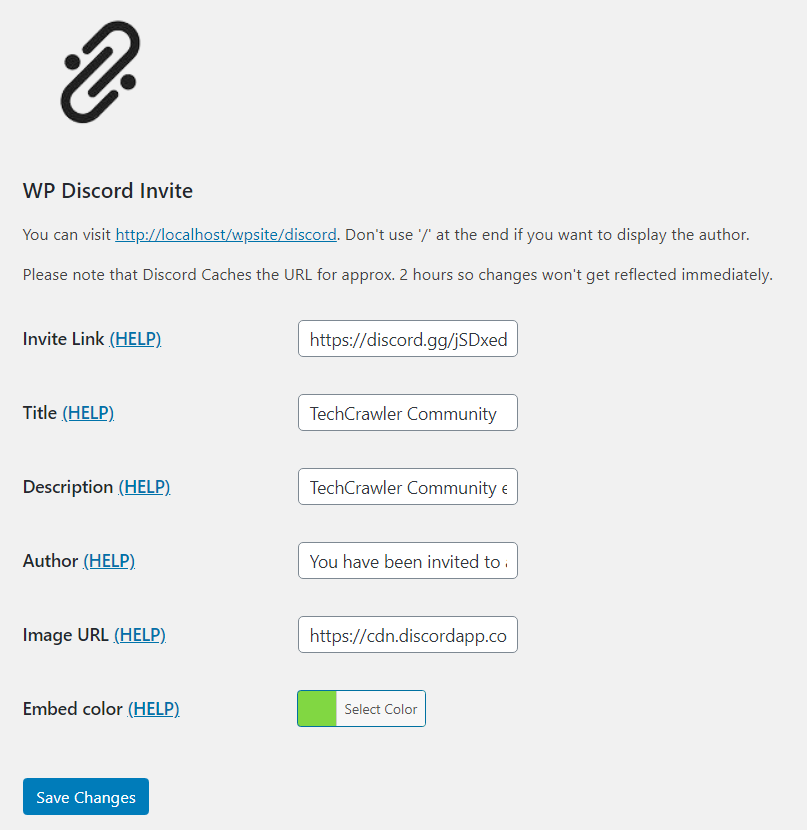 WP Discord Invite
You can visit http://localhost/wpsite/discord. Don't use '/' at the end if you want to display the author.
Please note that Discord Caches the URL for approx. 2 hours so changes won't get reflected immediately.
Invite Link (HELP) https://discord.gg/jSDxed
Title (HELP) TechCrawler Community
Description (HELP) TechCrawler Community
Author (HELP) You have been invited to
Image URL (HELP) https://cdn.discordapp.co
Embed color (HELP) Select Color
Save Changes